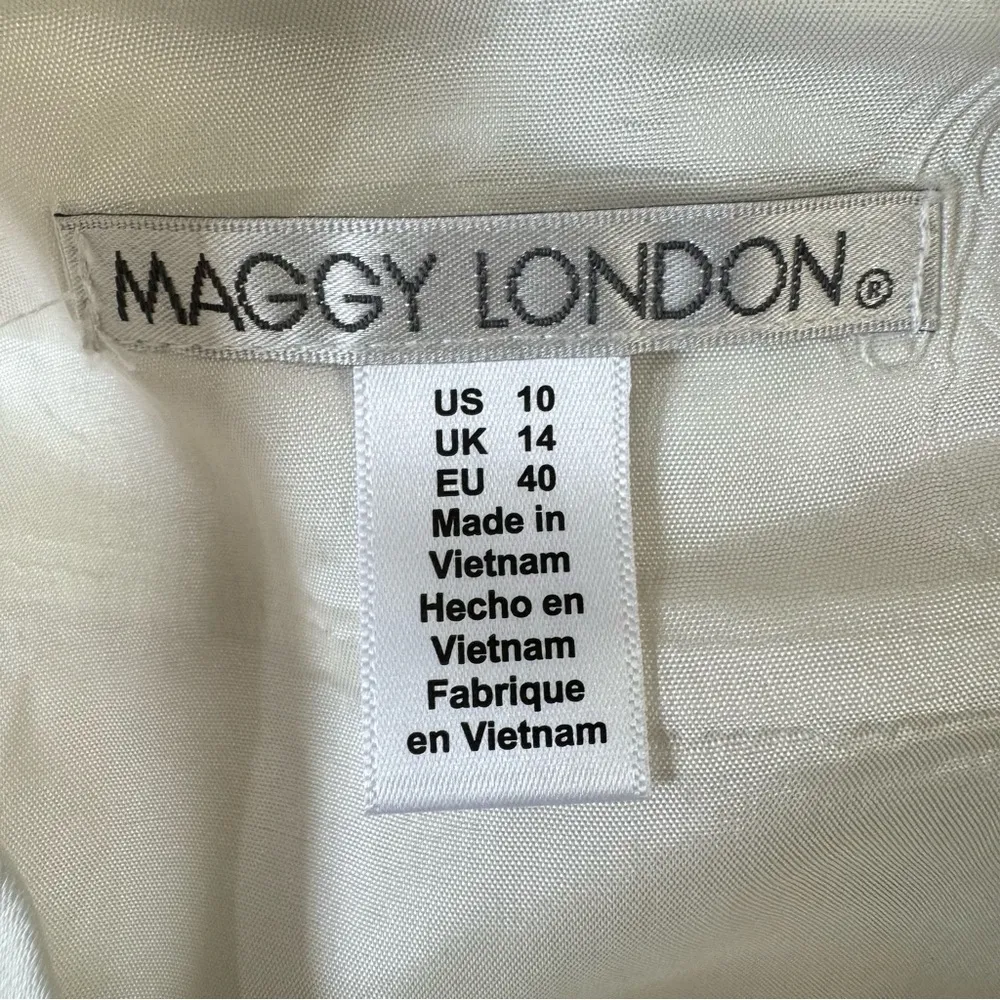 MAGGY LONDON®
US 10
UK 14
EU 40
Made in
Vietnam
Hecho en
Vietnam
Fabrique
en Vietnam